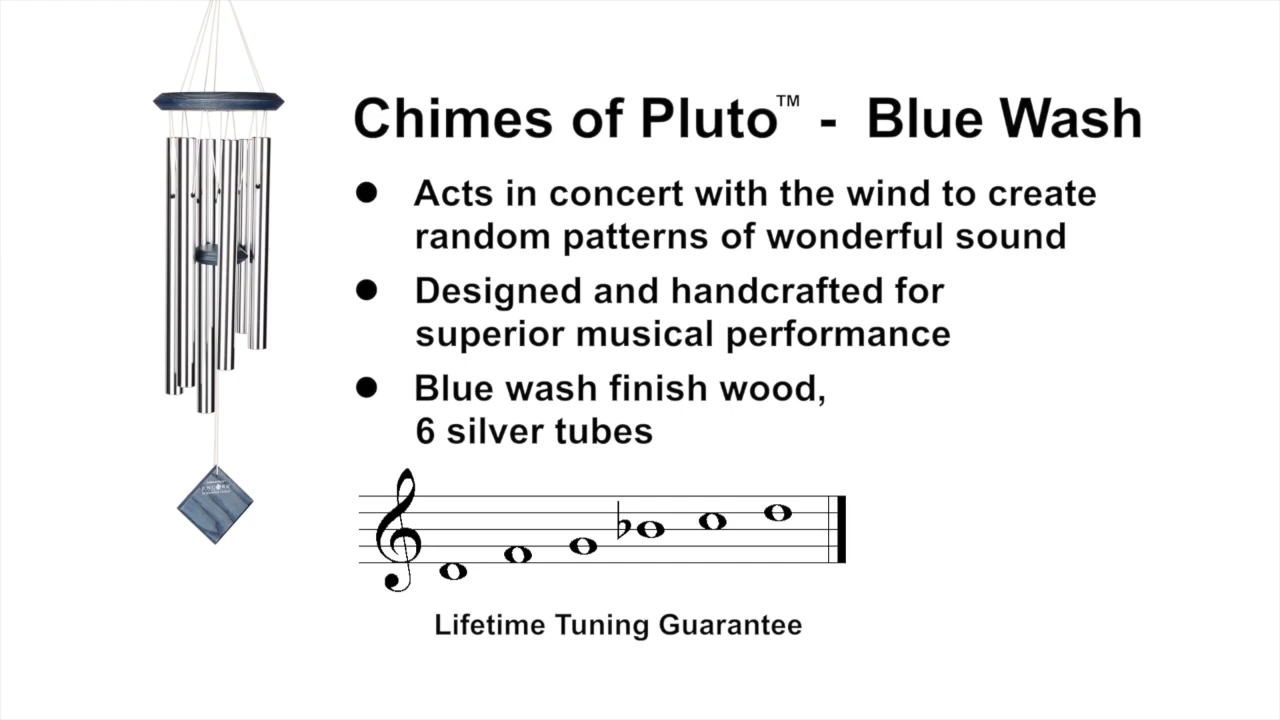 Chimes of Pluto™ - Blue Wash
● Acts in concert with the wind to create
random patterns of wonderful sound
● Designed and handcrafted for
superior musical performance
● Blue wash finish wood,
6 silver tubes
ENCORE
Lifetime Tuning Guarantee